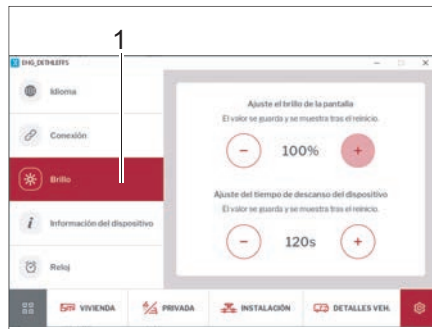 1
EHG_DETHLEFFS
Idioma
Conexión
Brillo
Información del dispositivo
Reloj
Ajuste el brillo de la pantalla
El valor se guarda y se muestra tras el reinicio.
- 100% +
Ajuste del tiempo de descanso del dispositivo
El valor se guarda y se muestra tras el reinicio.
- 120s +
VIVIENDA PRIVADA INSTALACIÓN DETALLES VEH.